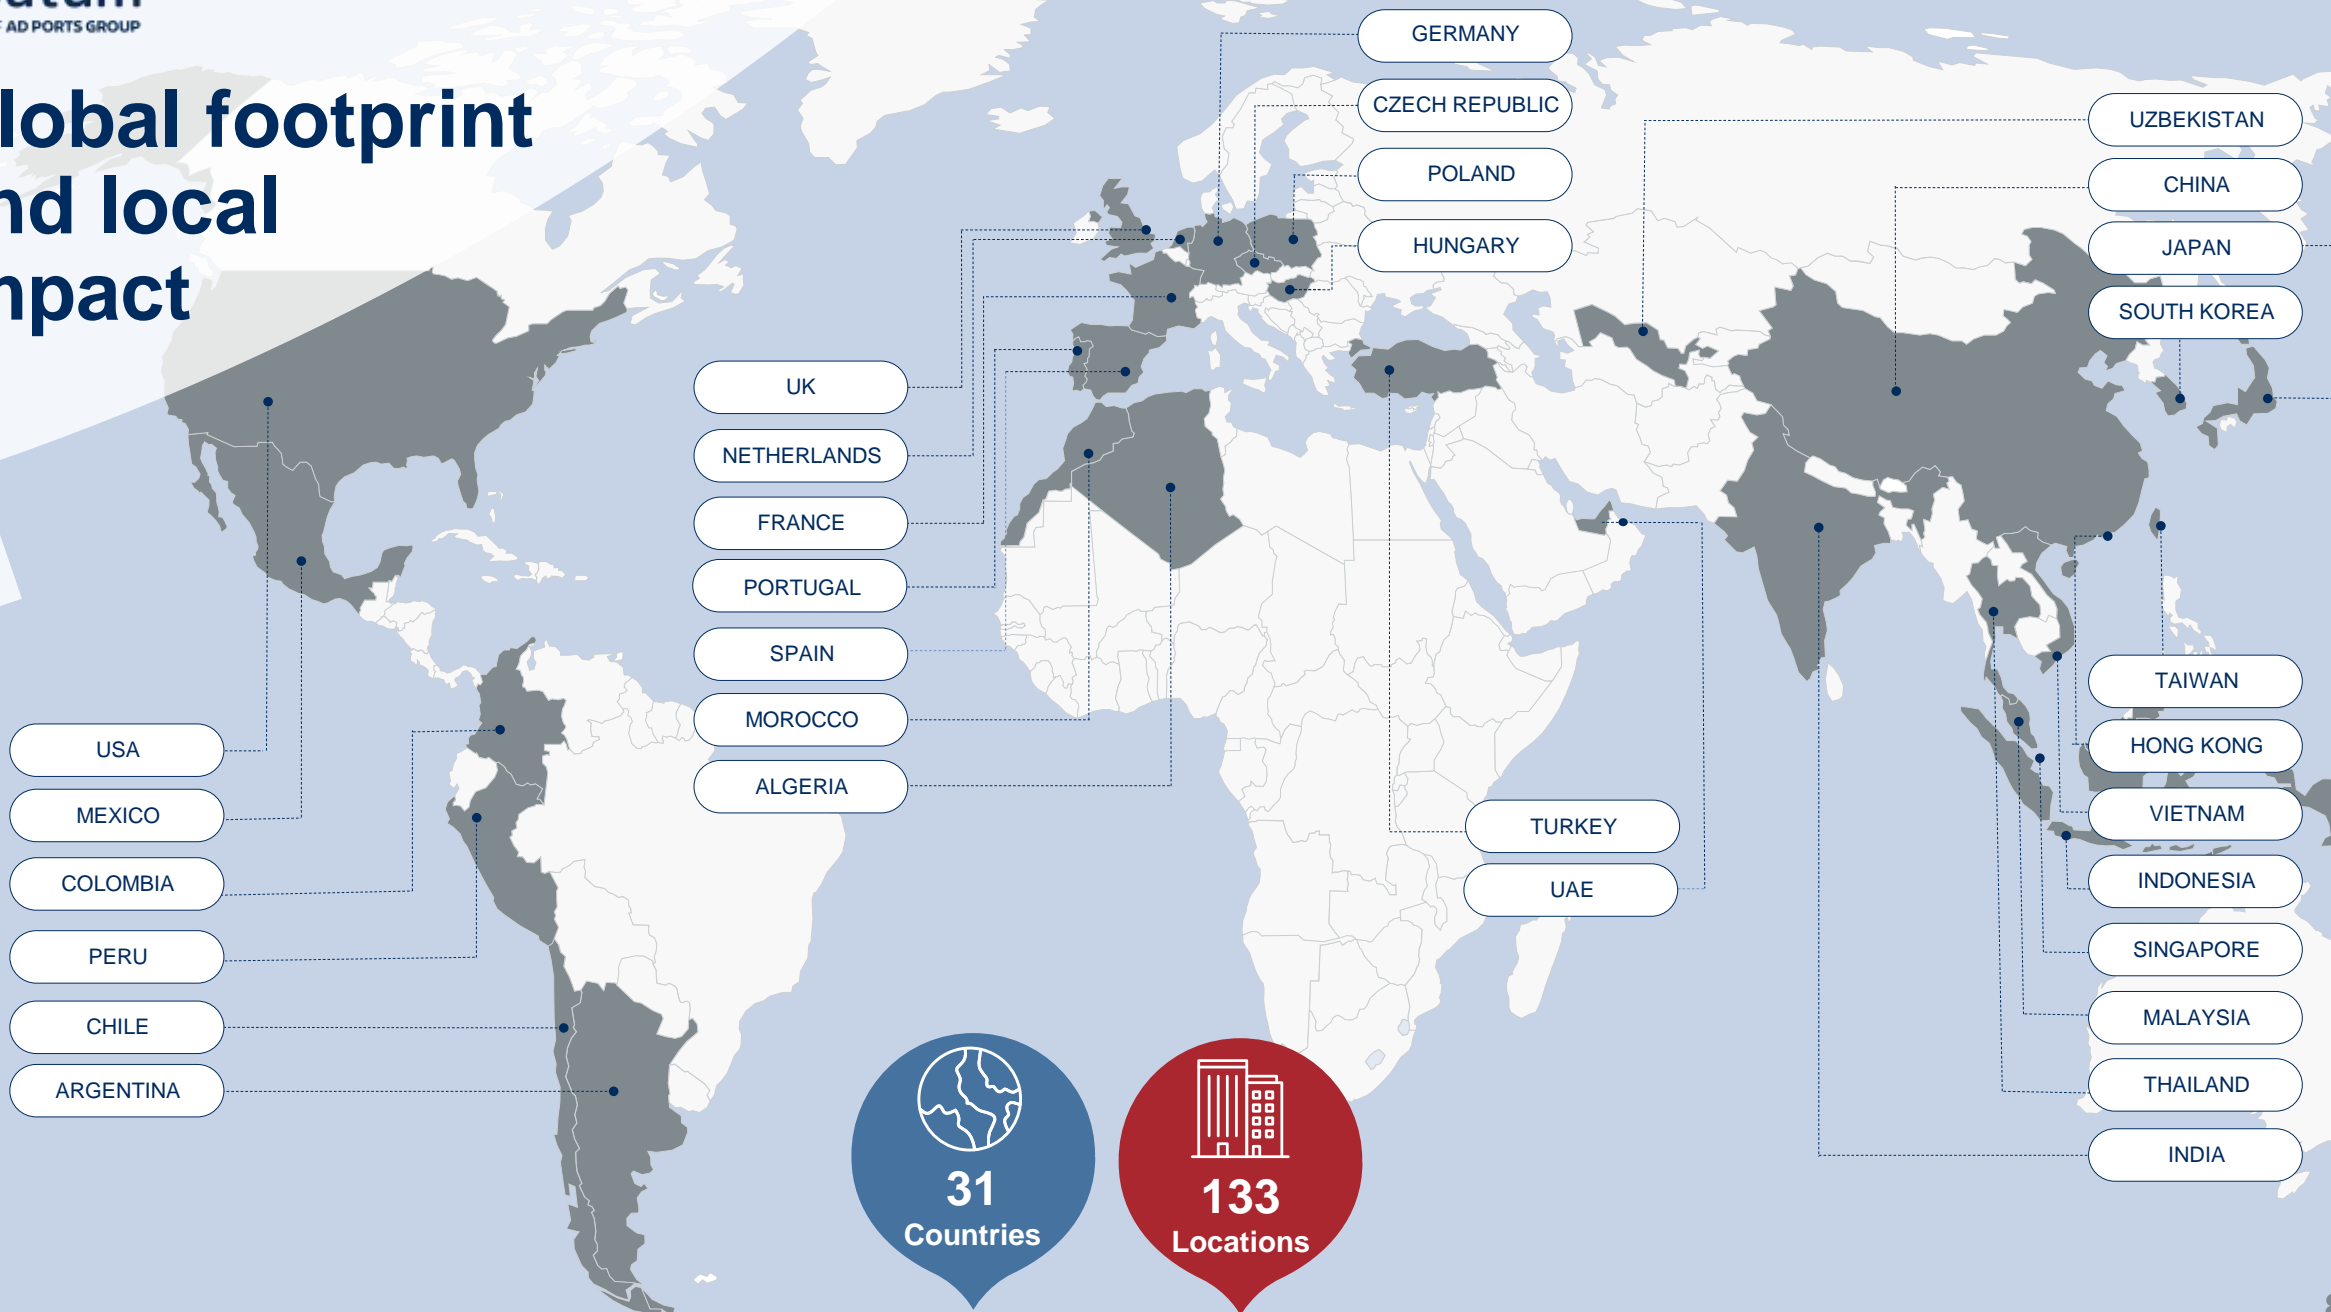 AD PORTS GROUP
lobal footprint
nd local
mpact
GERMANY
CZECH REPUBLIC
POLAND
HUNGARY
UZBEKISTAN
CHINA
JAPAN
SOUTH KOREA
UK
NETHERLANDS
FRANCE
PORTUGAL
SPAIN
MOROCCO
ALGERIA
USA
MEXICO
COLOMBIA
PERU
CHILE
ARGENTINA
TURKEY
UAE
TAIWAN
HONG KONG
VIETNAM
INDONESIA
SINGAPORE
MALAYSIA
THAILAND
INDIA
31
Countries
133
Locations